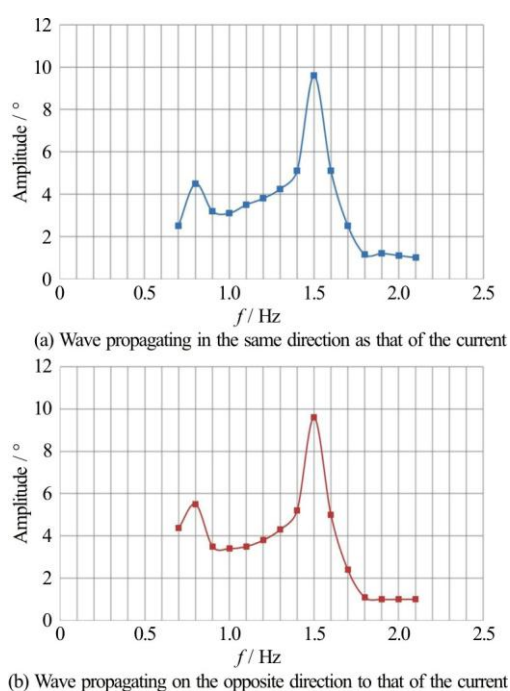 12
10
8
6
4
2
0
Amplitude / °
0 0.5 1.0 1.5 2.0 2.5
f / Hz
(a) Wave propagating in the same direction as that of the current
12
10
8
6
4
2
0
Amplitude / °
0 0.5 1.0 1.5 2.0 2.5
f / Hz
(b) Wave propagating on the opposite direction to that of the current